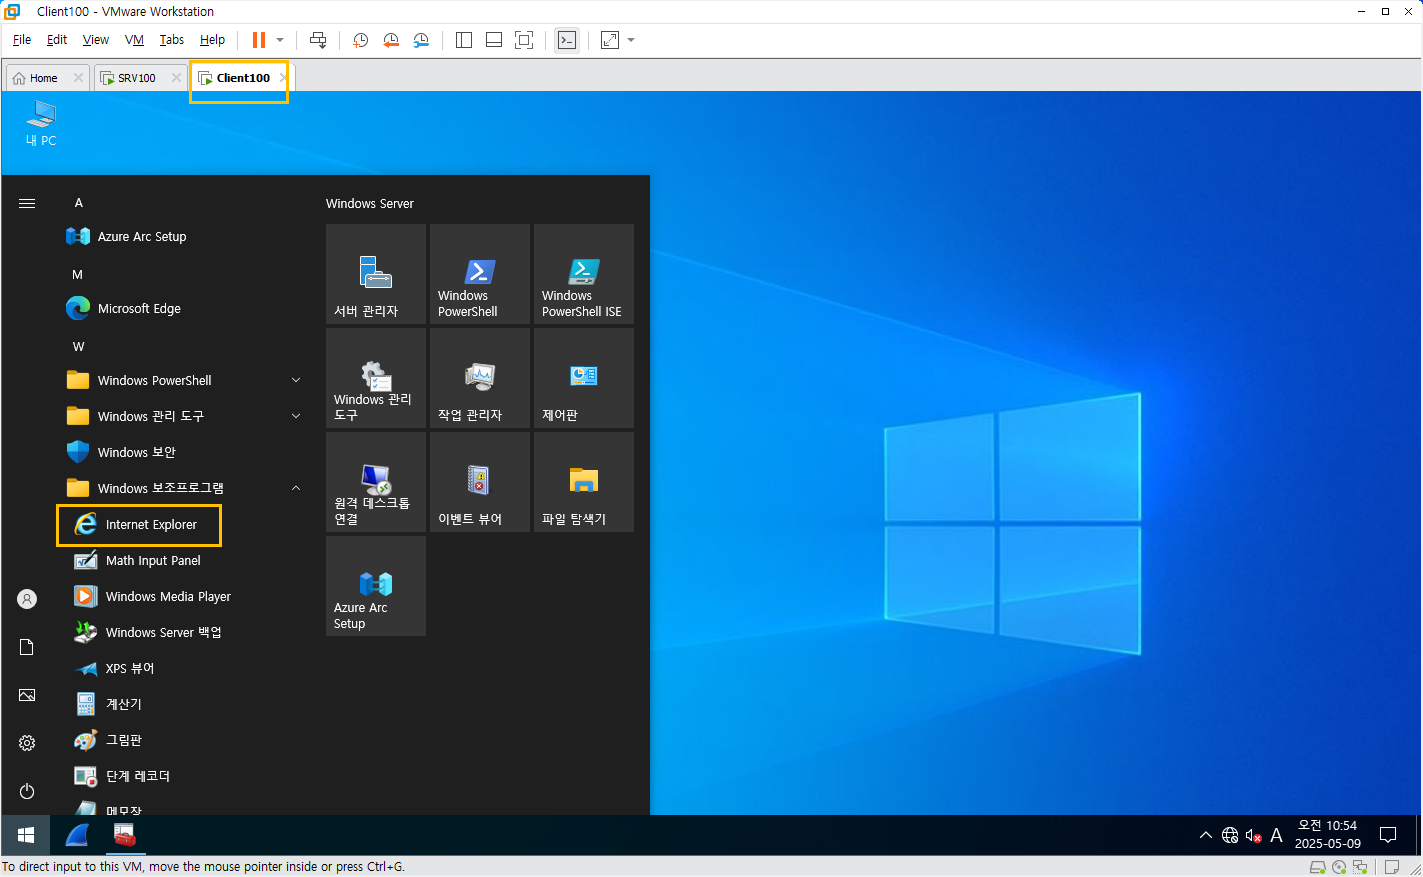 Client100 - VMware Workstation
File Edit View VM Tabs Help
Home SRV100 Client100
내 PC
A
Azure Arc Setup
M
Microsoft Edge
W
Windows PowerShell
Windows 관리 도구
Windows 보안
Windows 보조프로그램
Internet Explorer
Math Input Panel
Windows Media Player
Windows Server 백업
XPS 뷰어
계산기
그림판
단계 레코더
메모장
Windows Server
서버 관리자
Windows
PowerShell
Windows
PowerShell ISE
Windows 관리
도구
작업 관리자
제어판
원격 데스크톱
연결
이벤트 뷰어
파일 탐색기
Azure Arc
Setup
A
오전 10:54
2025-05-09
To direct input to this VM, move the mouse pointer inside or press Ctrl+G.